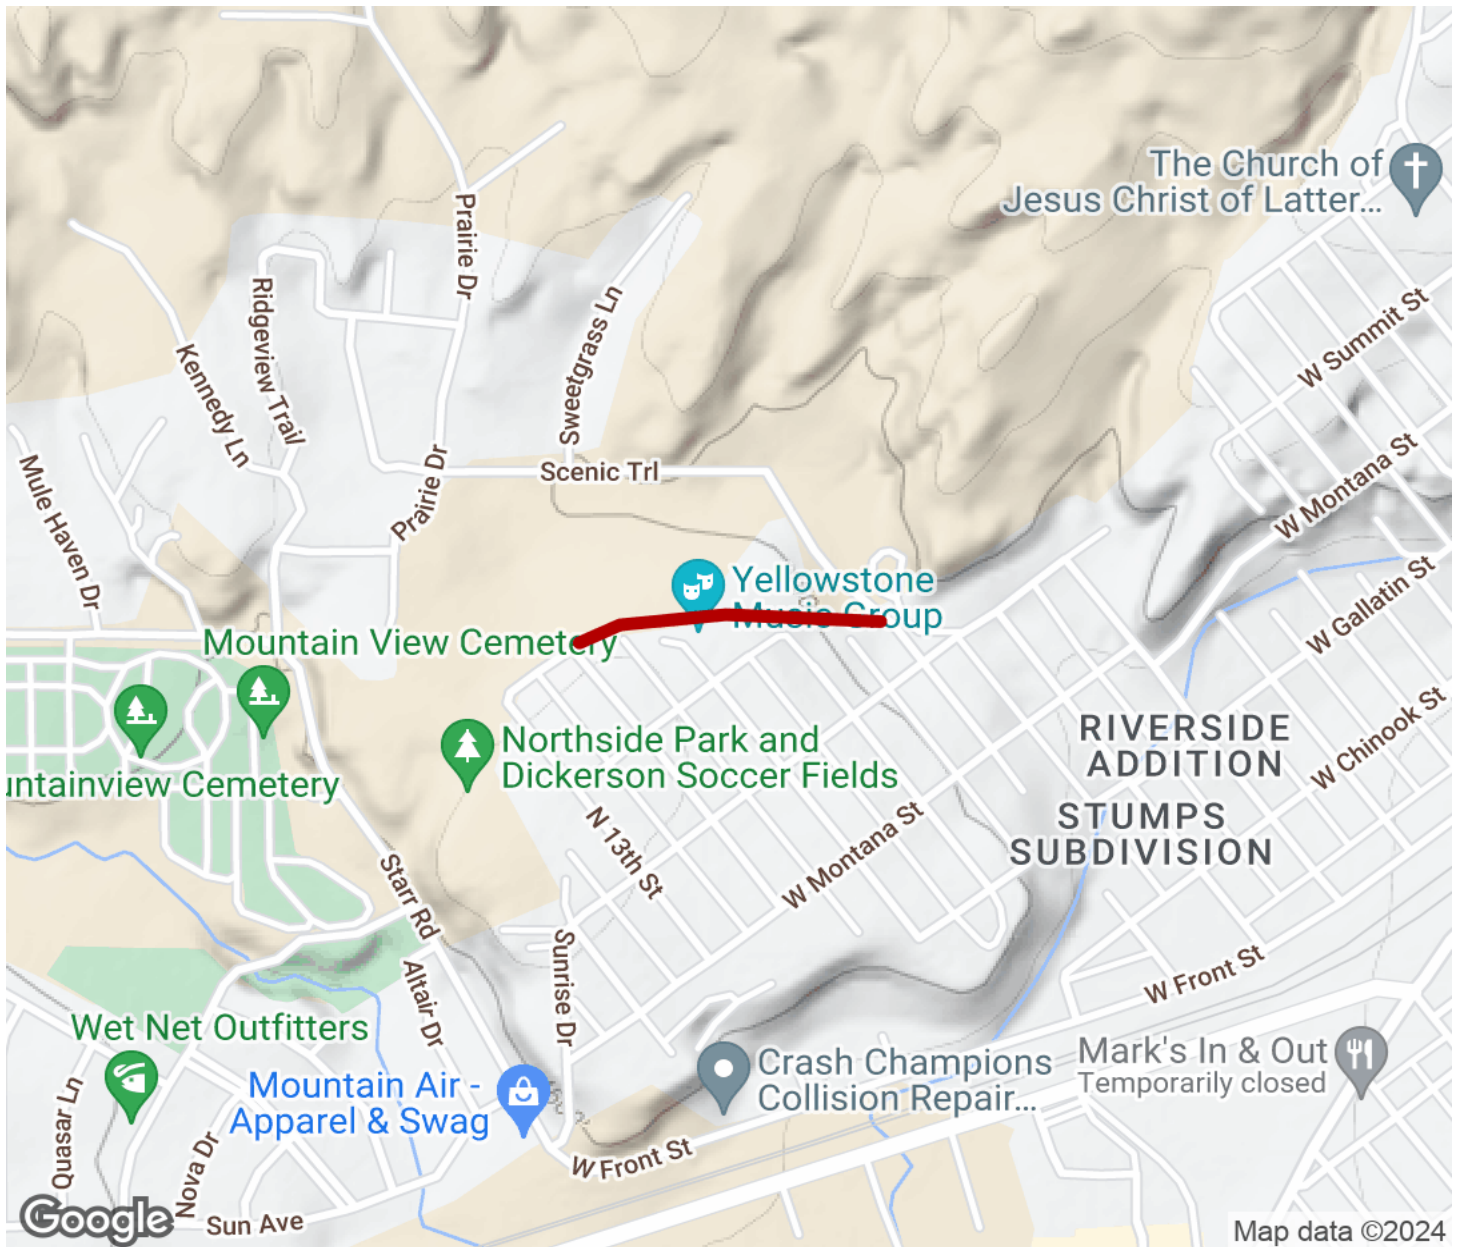 The Church of
Jesus Christ of Latter...
Prairie Dr
Ridgeview Trail
Sweetgrass Ln
W Summit St
Kennedy Ln
Mule Haven Dr
Scenic Trl
Prairie Dr
W Montana St
Yellowstone
Music Group
W Gallatin St
Mountain View Cemetery
Northside Park and
Dickerson Soccer Fields
RIVERSIDE
ADDITION
W Chinook St
untainview Cemetery
STUMPS
SUBDIVISION
N 13th St
W Montana St
Starr Rd
Sunrise Dr
Altair Dr
W Front St
Wet Net Outfitters
Mountain Air -
Apparel & Swag
Crash Champions
Collision Repair...
Mark's In & Out
Temporarily closed
Quasar Ln
Nova Dr
W Front St
Sun Ave
Google
Map data ©2024